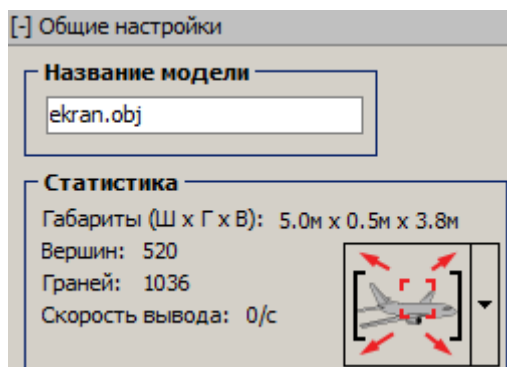 [-] Общие настройки
Название модели
ekran.obj
Статистика
Габариты (Ш x Г x В): 5.0м x 0.5м x 3.8м
Вершин: 520
Граней: 1036
Скорость вывода: 0/с